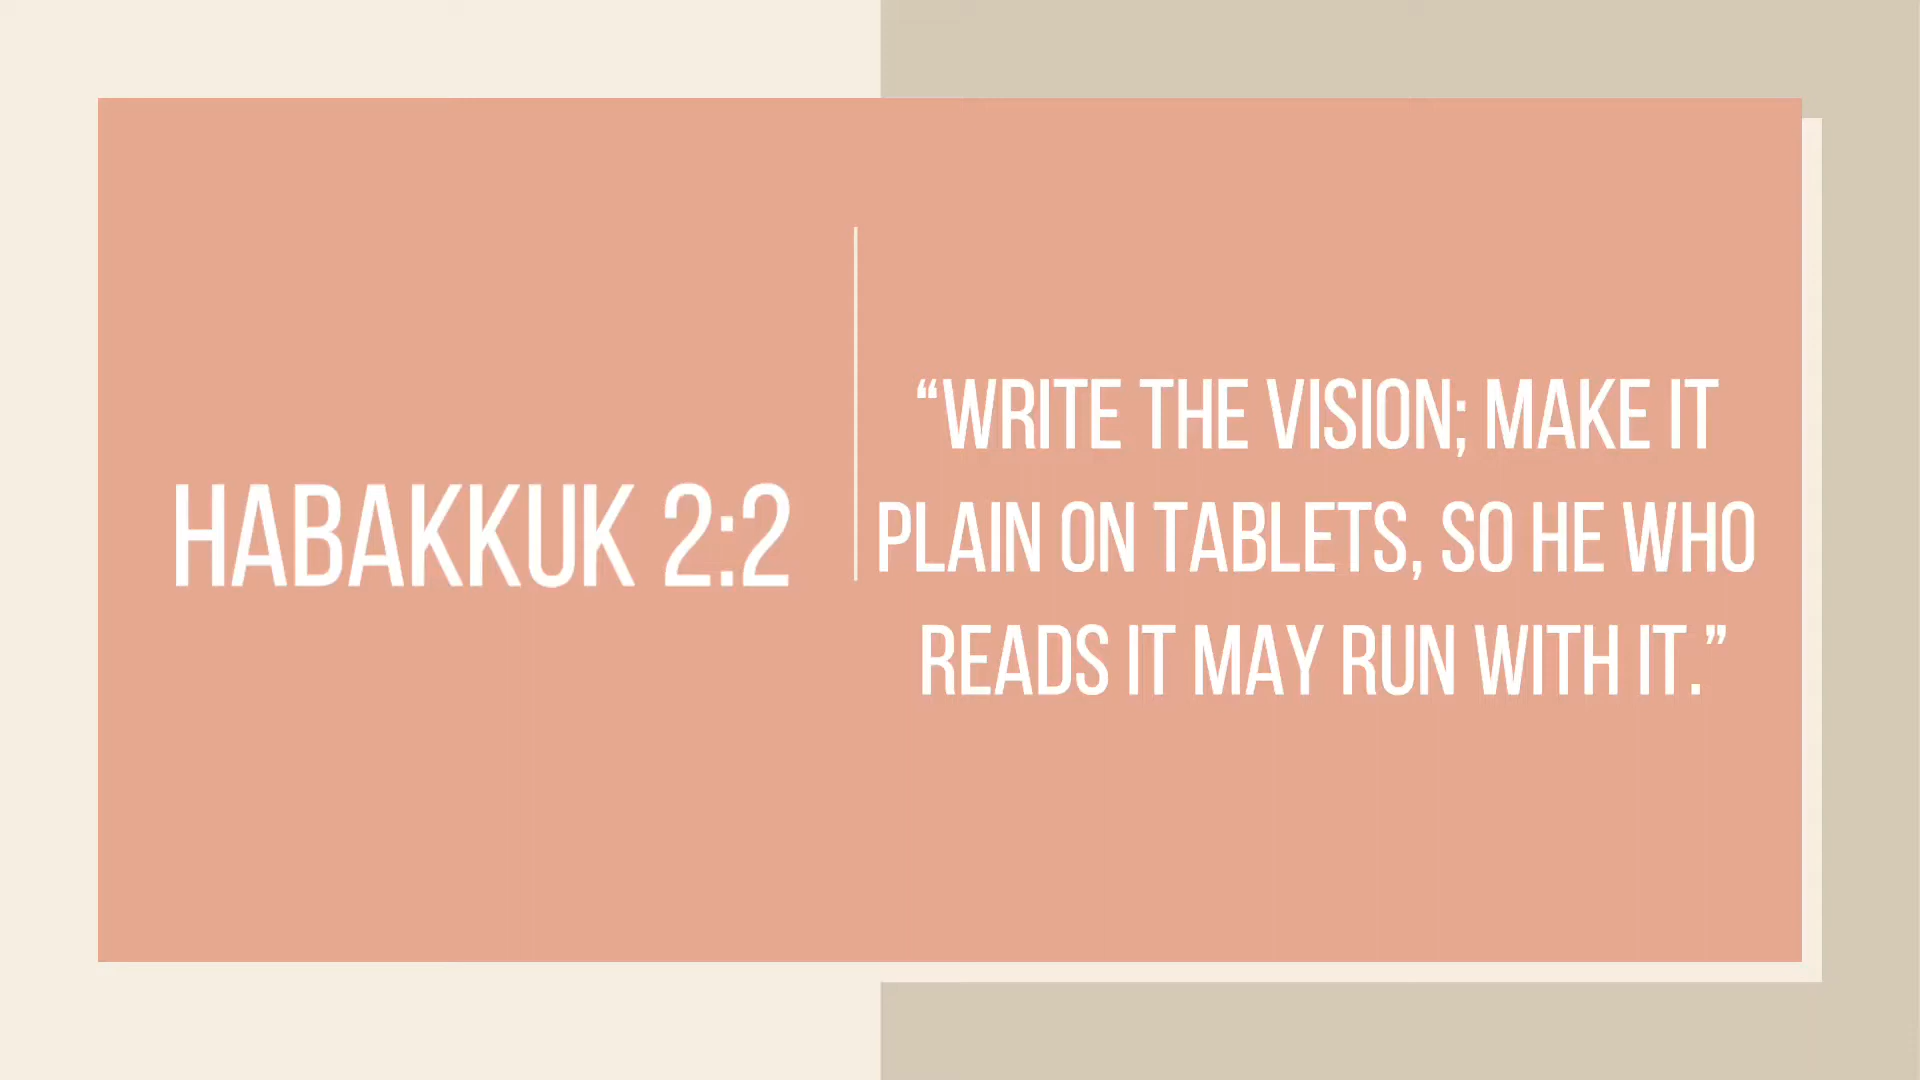 HABAKKUK 2:2
“WRITE THE VISION; MAKE IT
PLAIN ON TABLETS, SO HE WHO
READS IT MAY RUN WITH IT.”